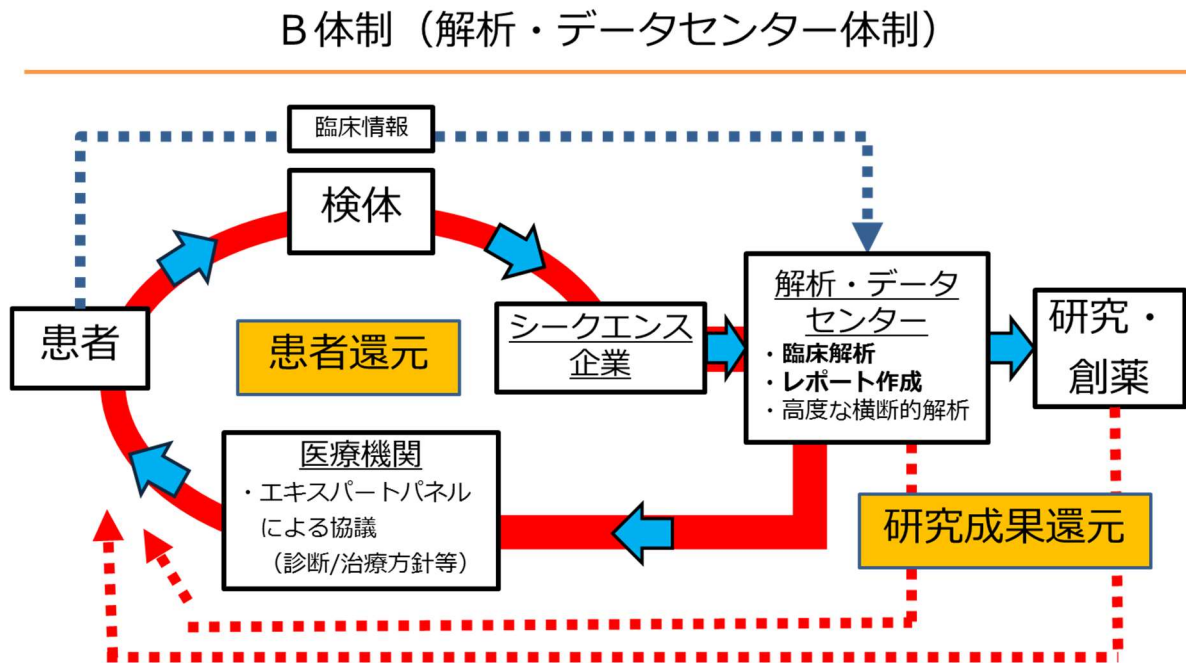 B体制（解析・データセンター体制）
臨床情報
検体
患者
患者還元
シークエンス
企業
解析・データ
センター
・臨床解析
・レポート作成
・高度な横断的解析
研究・
創薬
医療機関
・エキスパートパネル
による協議
（診断/治療方針等）
研究成果還元